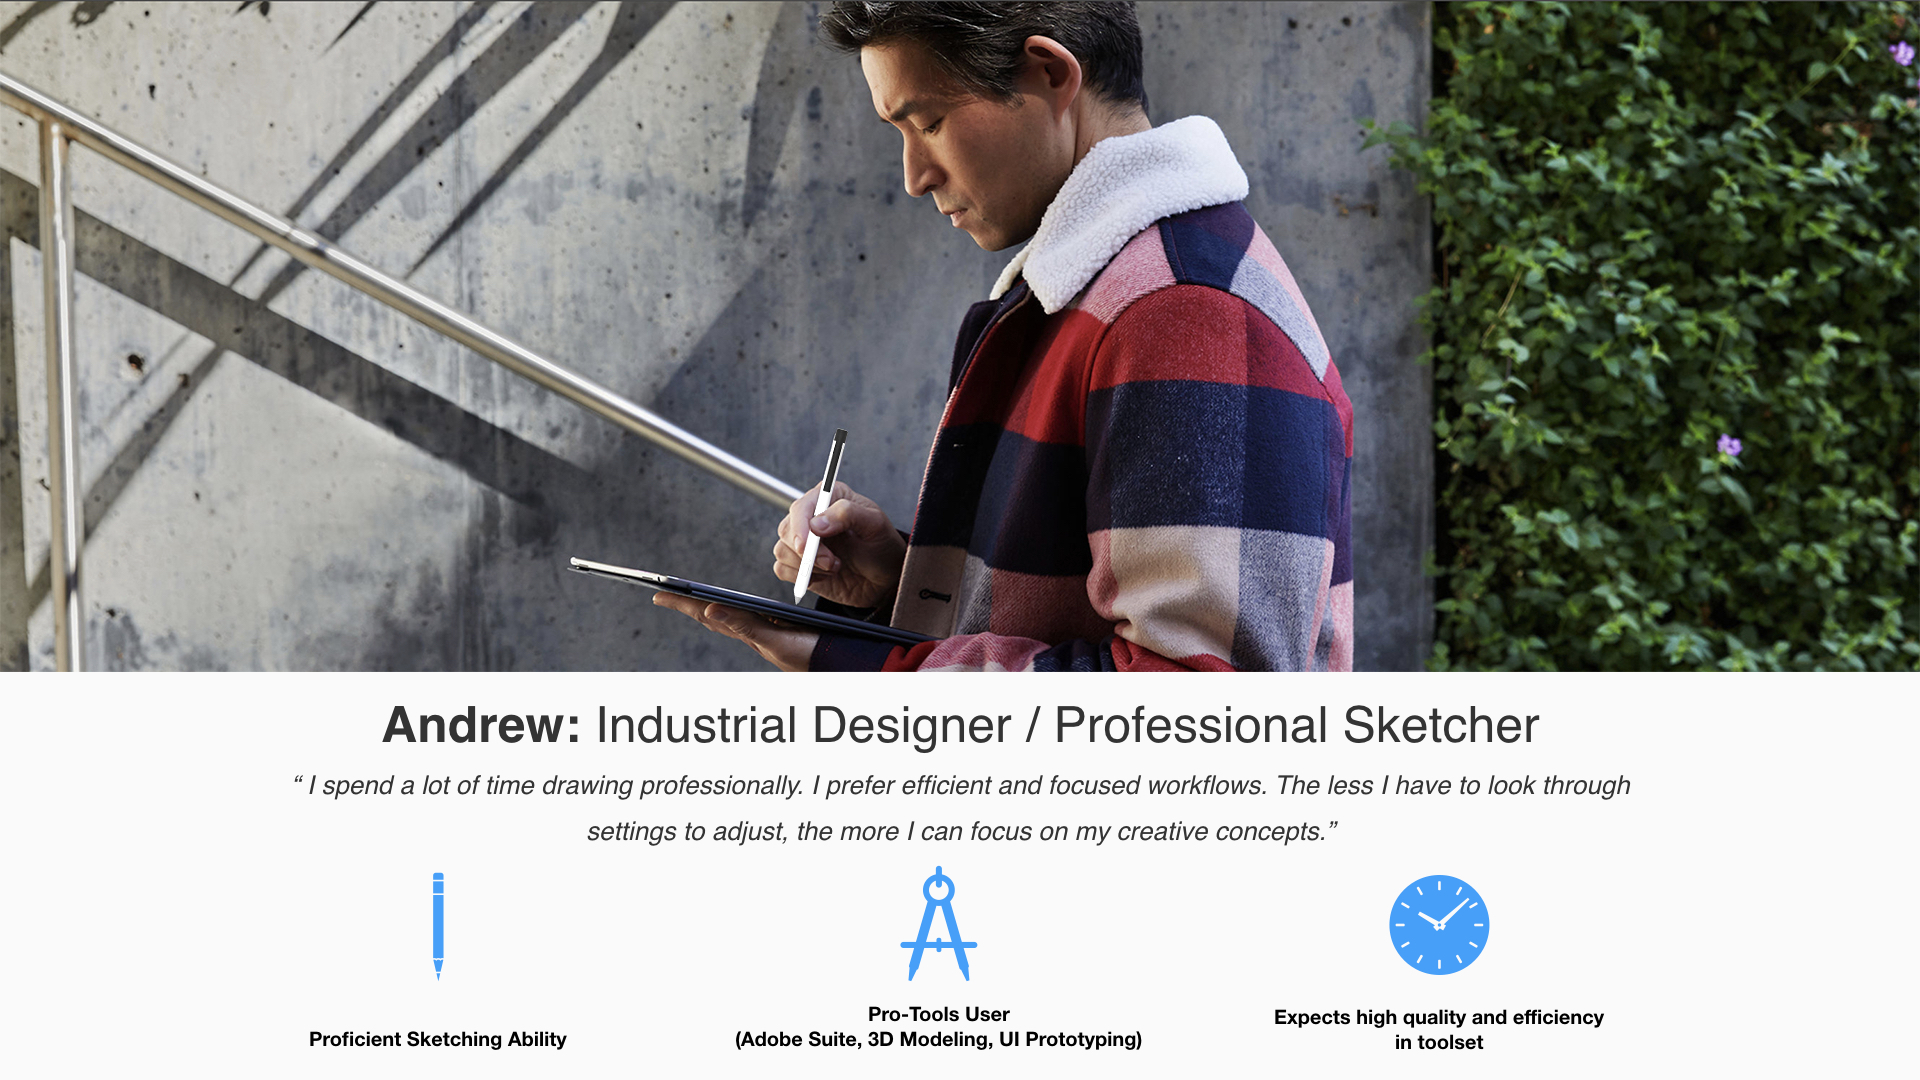 Andrew: Industrial Designer / Professional Sketcher
“ I spend a lot of time drawing professionally. I prefer efficient and focused workflows. The less I have to look through
settings to adjust, the more I can focus on my creative concepts.”
Proficient Sketching Ability
Pro-Tools User
(Adobe Suite, 3D Modeling, UI Prototyping)
Expects high quality and efficiency
in toolset